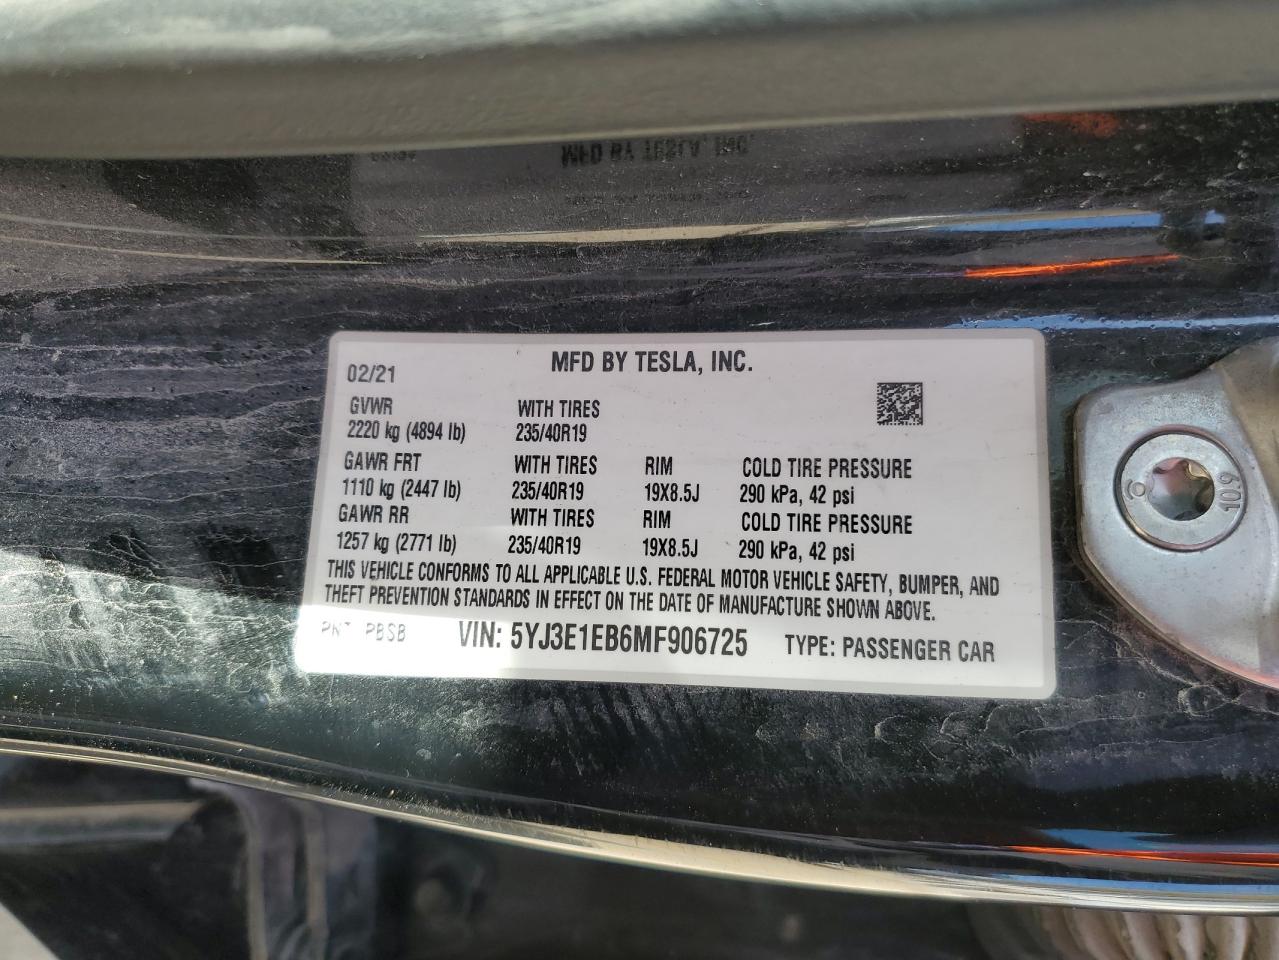 MFD BY TESLA, INC.
02/21
GVWR WITH TIRES
2220 kg (4894 lb) 235/40R19
GAWR FRT WITH TIRES RIM COLD TIRE PRESSURE
1110 kg (2447 lb) 235/40R19 19X8.5J 290 kPa, 42 psi
GAWR RR WITH TIRES RIM COLD TIRE PRESSURE
1257 kg (2771 lb) 235/40R19 19X8.5J 290 kPa, 42 psi
THIS VEHICLE CONFORMS TO ALL APPLICABLE U.S. FEDERAL MOTOR VEHICLE SAFETY, BUMPER, AND
THEFT PREVENTION STANDARDS IN EFFECT ON THE DATE OF MANUFACTURE SHOWN ABOVE.
PNT PBSB VIN: 5YJ3E1EB6MF906725 TYPE: PASSENGER CAR
109